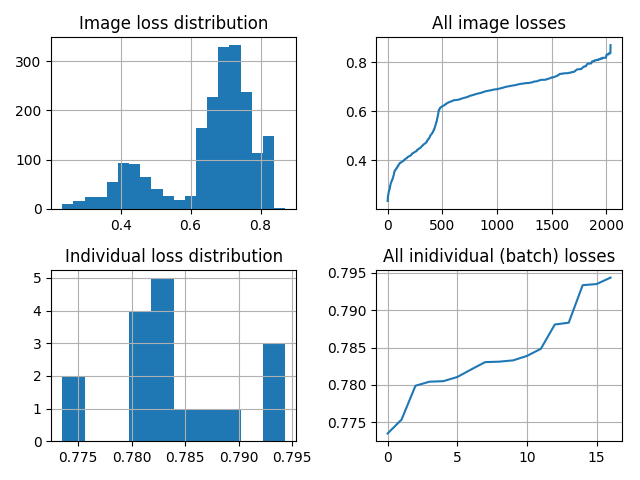 Image loss distribution
300
200
100
0
0.4 0.6 0.8
All image losses
0.8
0.6
0.4
0 500 1000 1500 2000
Individual loss distribution
5
4
3
2
1
0
0.775 0.780 0.785 0.790 0.795
All inidividual (batch) losses
0.795
0.790
0.785
0.780
0.775
0 5 10 15